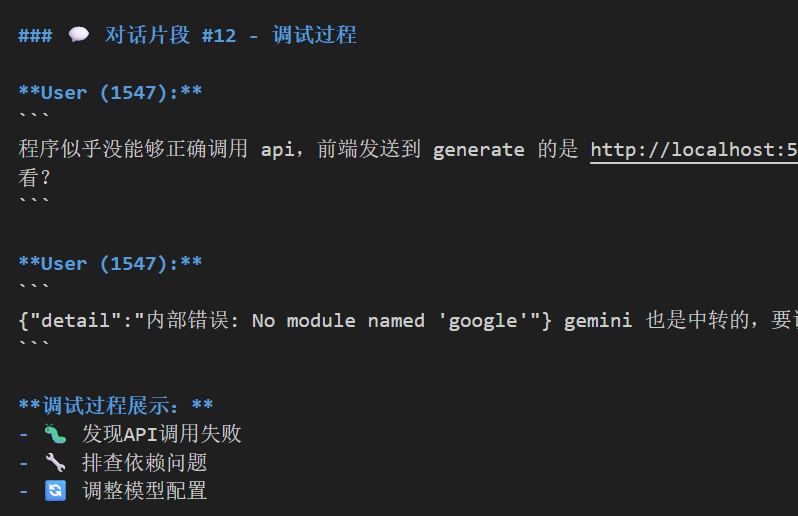 ### 💬 对话片段 #12 - 调试过程
**User (1547):**
```
程序似乎没能够正确调用 api，前端发送到 generate 的是 http://localhost:5
看？
```
**User (1547):**
```
{"detail":"内部错误: No module named 'google'"} gemini 也是中转的，要
```
**调试过程展示：**
- 🐛 发现API调用失败
- 🔧 排查依赖问题
- 🔄 调整模型配置